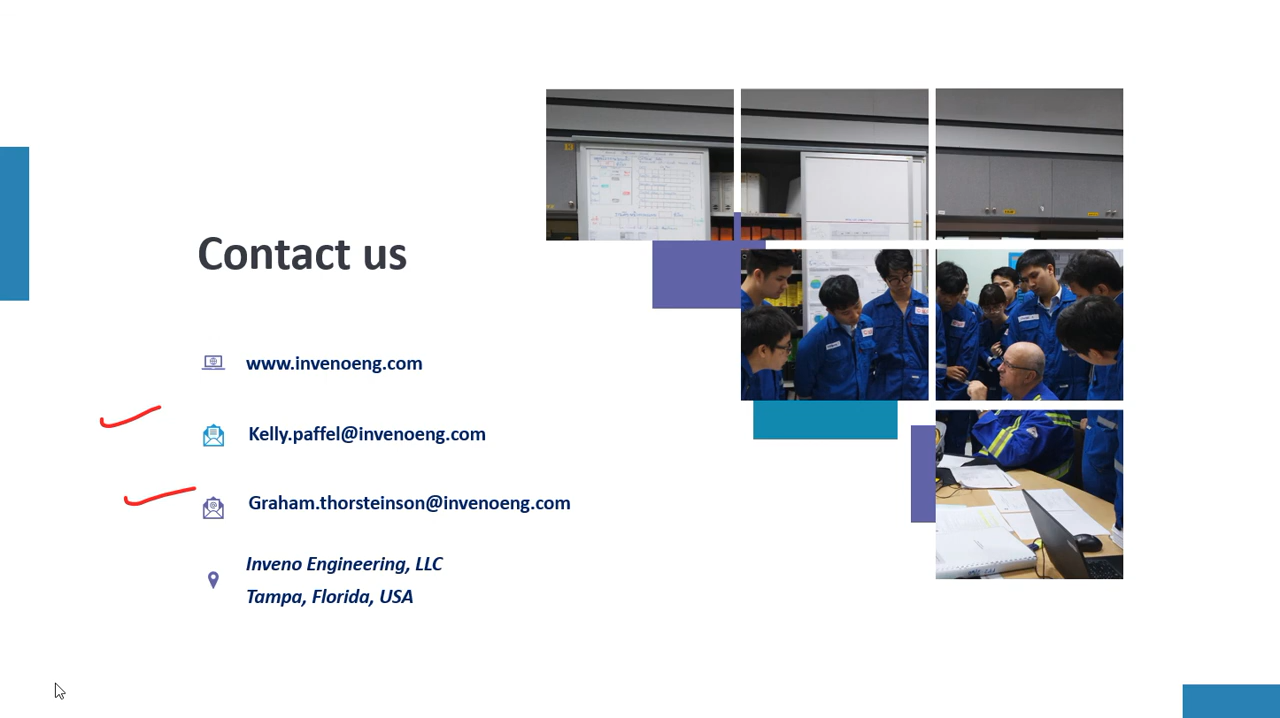 Contact us
www.invenoeng.com
Kelly.paffel@invenoeng.com
Graham.thorsteinson@invenoeng.com
Inveno Engineering, LLC
Tampa, Florida, USA